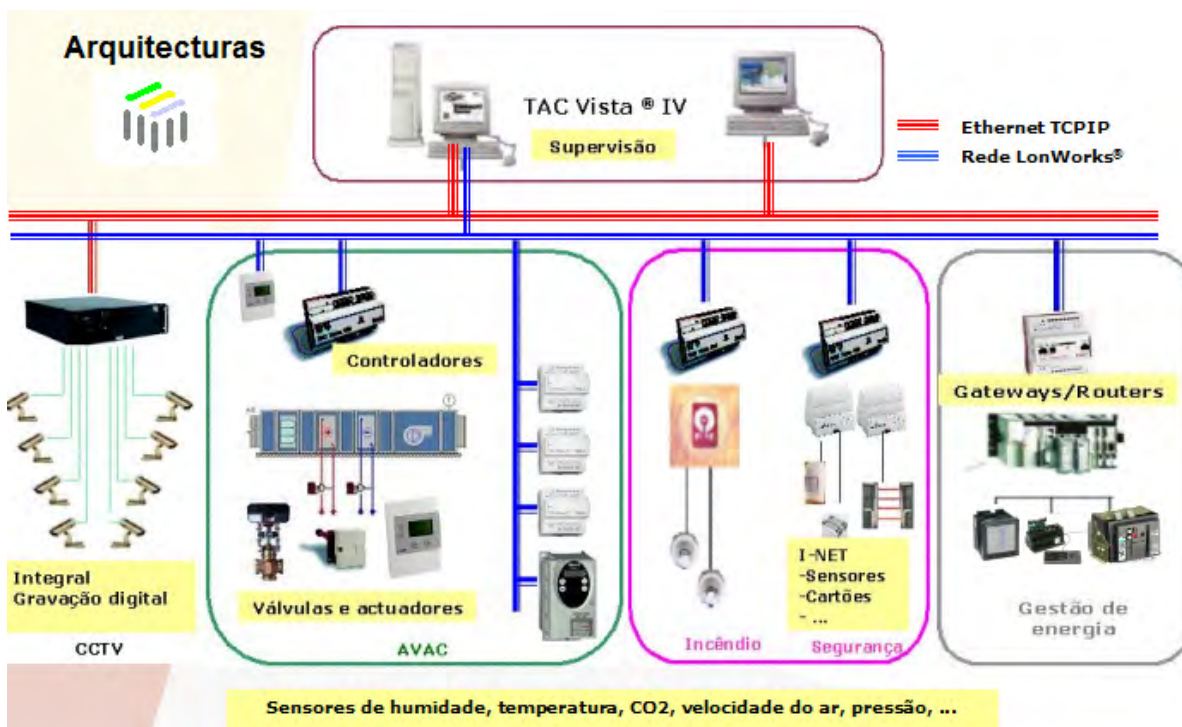 Arquitecturas
TAC Vista ® IV
Supervisão
Ethernet TCPIP
Rede LonWorks®
Controladores
Gateways/Routers
Integral
Gravação digital
Válvulas e actuadores
I-NET
-Sensores
-Cartões
- ...
Gestão de
energia
CCTV
AVAC
Incêndio
Segurança
Sensores de humidade, temperatura, CO2, velocidade do ar, pressão, ...